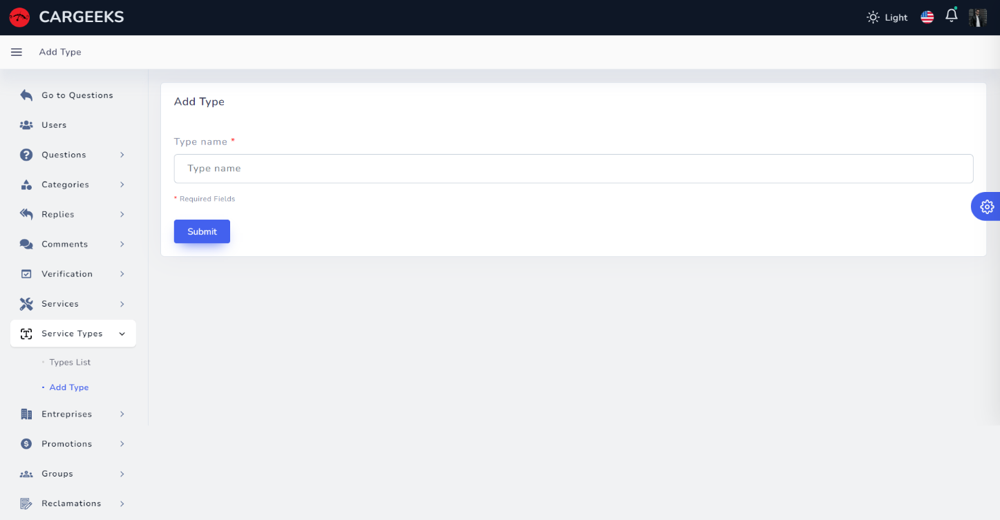 CARGEEKS
Light
Add Type
Go to Questions
Users
Questions
Categories
Replies
Comments
Verification
Services
Service Types
Types List
Add Type
Entreprises
Promotions
Groups
Reclamations
Add Type
Type name *
Type name
* Required Fields
Submit